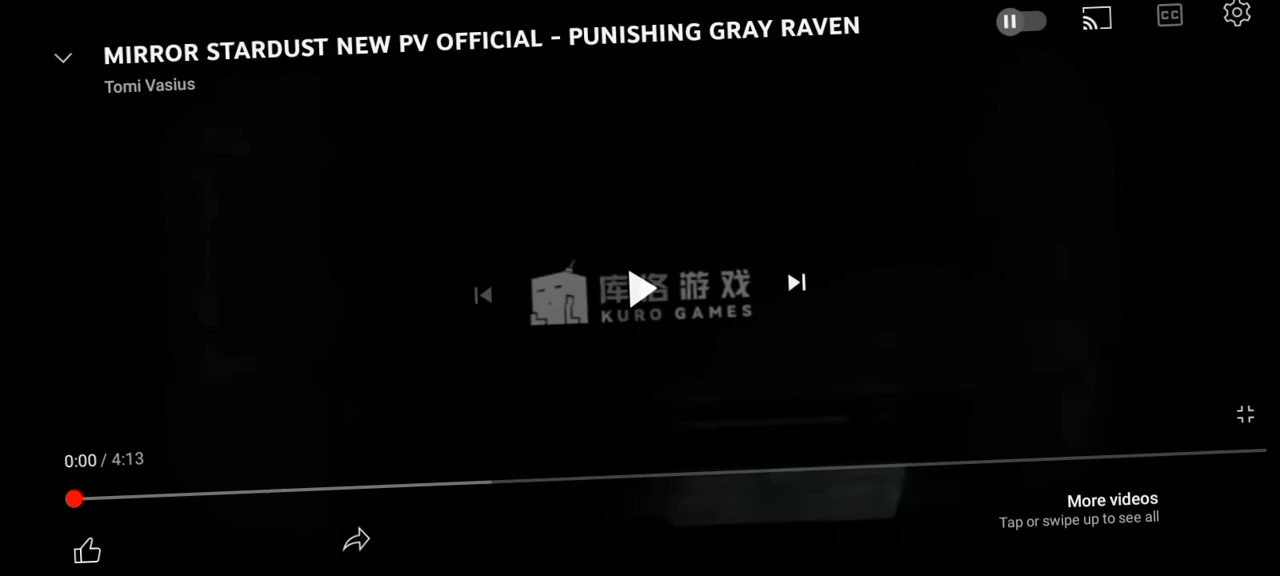 MIRROR STARDUST NEW PV OFFICIAL - PUNISHING GRAY RAVEN
Tomi Vasius
CC
库洛游戏
KURO GAMES
0:00 / 4:13
More videos
Tap or swipe up to see all